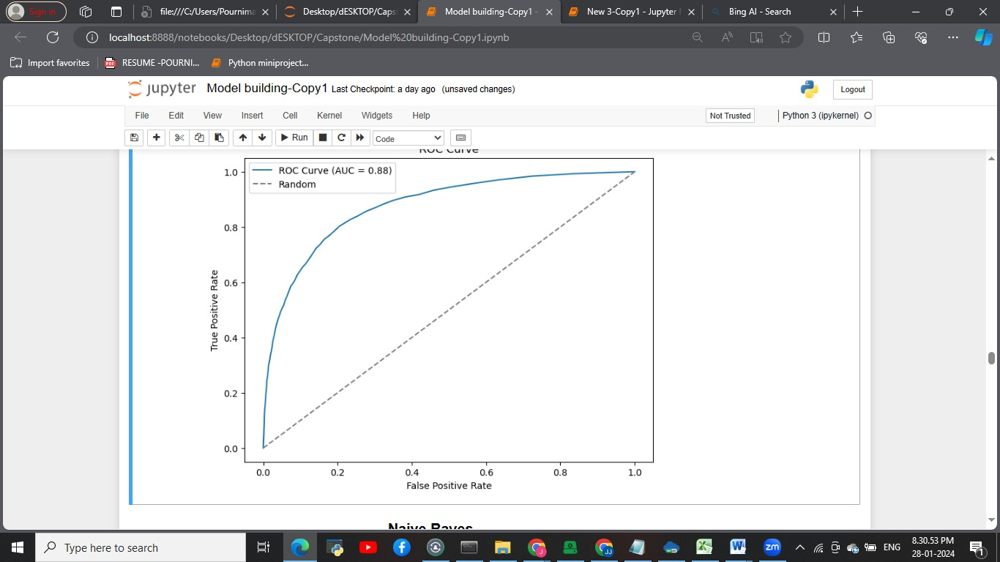 Sign in
file:///C:/Users/Pournima
Desktop/dESKTOP/Caps
Model building-Copy1 -
New 3-Copy1 - Jupyter
Bing AI - Search
localhost:8888/notebooks/Desktop/dESKTOP/Capstone/Model%20building-Copy1.ipynb
Import favorites
PDF
RESUME -POURNI...
Python miniproject...
jupyter
Model building-Copy1 Last Checkpoint: a day ago (unsaved changes)
Logout
File Edit View Insert Cell Kernel Widgets Help
Not Trusted
Python 3 (ipykernel)
Run
Code
ROC Curve
ROC Curve (AUC = 0.88)
Random
1.0
0.8
0.6
0.4
0.2
0.0
True Positive Rate
0.0 0.2 0.4 0.6 0.8 1.0
False Positive Rate
Naive Bayes
Type here to search
J
JJ
W
zm
ENG
8.30.53 PM
28-01-2024
1